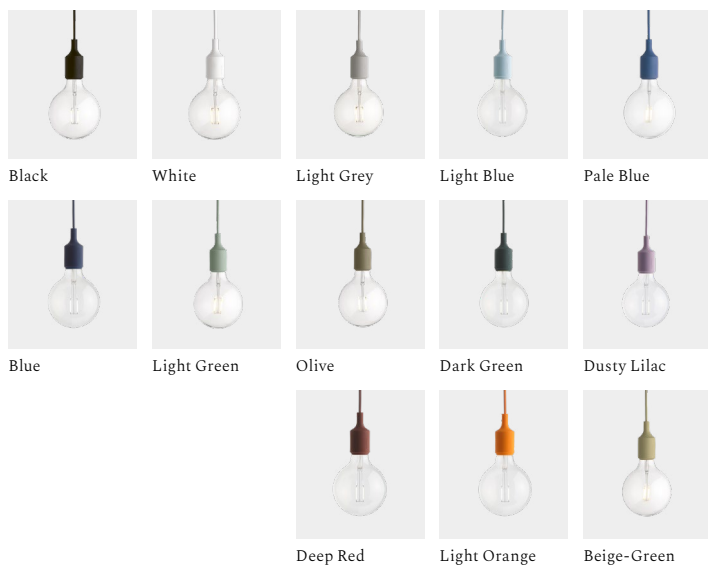 Black
White
Light Grey
Light Blue
Pale Blue
Blue
Light Green
Olive
Dark Green
Dusty Lilac
Deep Red
Light Orange
Beige-Green